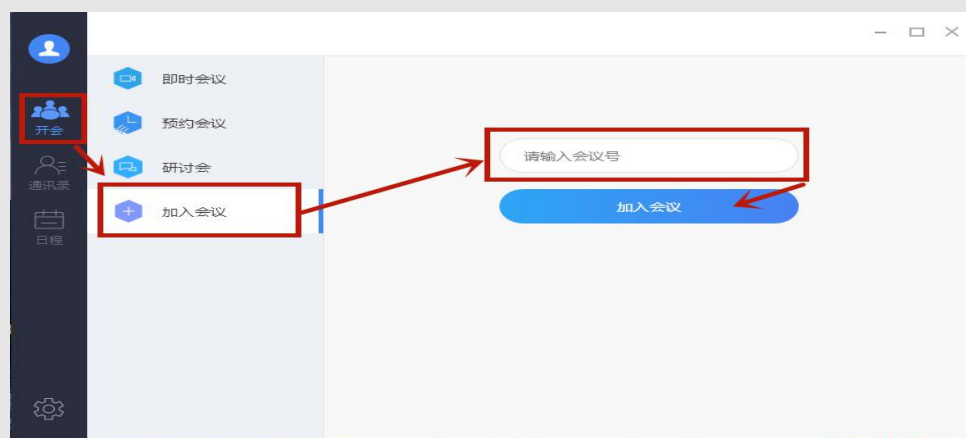 开会
通讯录
日程
即时会议
预约会议
研讨会
加入会议
请输入会议号
加入会议